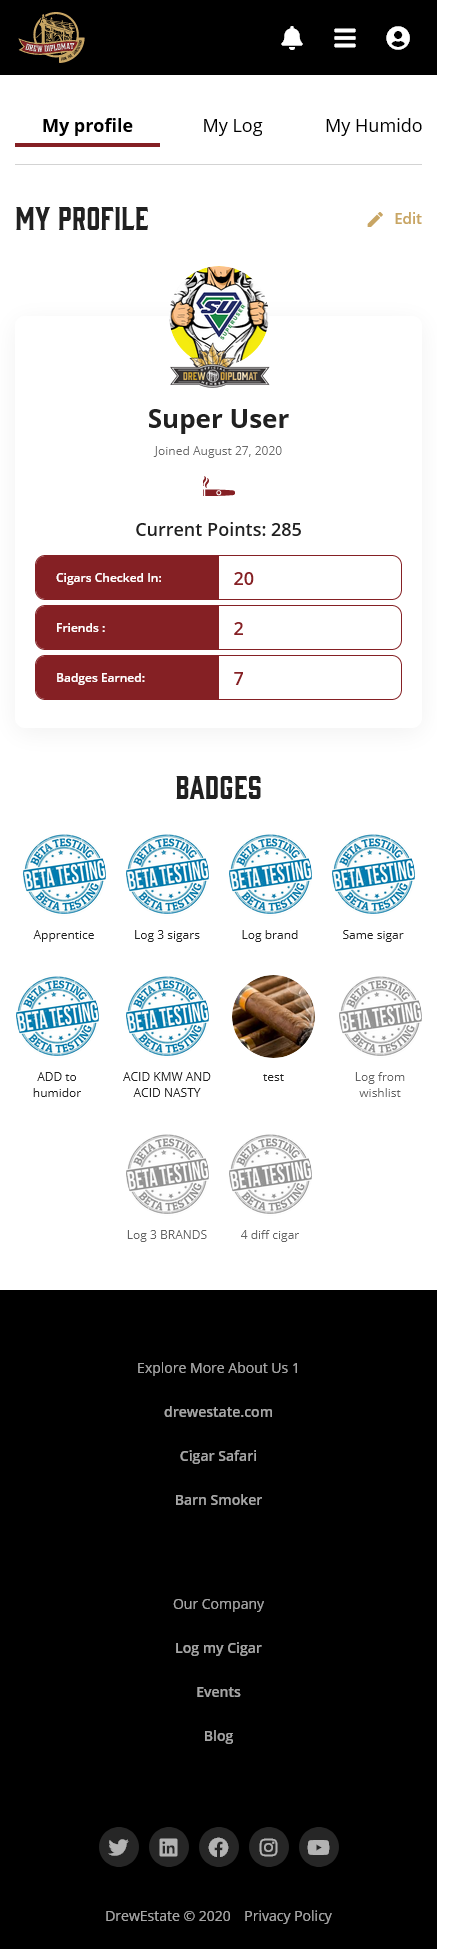 DREW DIPLOMAT
My profile My Log My Humido
MY PROFILE
Edit
SU
SUPERUSER
OFFICIAL
MEMBER
DREW DIPLOMAT
Super User
Joined August 27, 2020
Current Points: 285
Cigars Checked In: 20
Friends : 2
Badges Earned: 7
BADGES
BETA TESTING BETA TESTING BETA TESTING BETA TESTING
BETA TESTING BETA TESTING BETA TESTING BETA TESTING
BETA TESTING BETA TESTING BETA TESTING BETA TESTING
Apprentice Log 3 sigars Log brand Same sigar
BETA TESTING BETA TESTING BETA TESTING
BETA TESTING BETA TESTING BETA TESTING
BETA TESTING BETA TESTING BETA TESTING
ADD to ACID KMW AND test Log from
humidor ACID NASTY wishlist
BETA TESTING BETA TESTING
BETA TESTING BETA TESTING
BETA TESTING BETA TESTING
Log 3 BRANDS 4 diff cigar
Explore More About Us 1
drewestate.com
Cigar Safari
Barn Smoker
Our Company
Log my Cigar
Events
Blog
DrewEstate © 2020 Privacy Policy